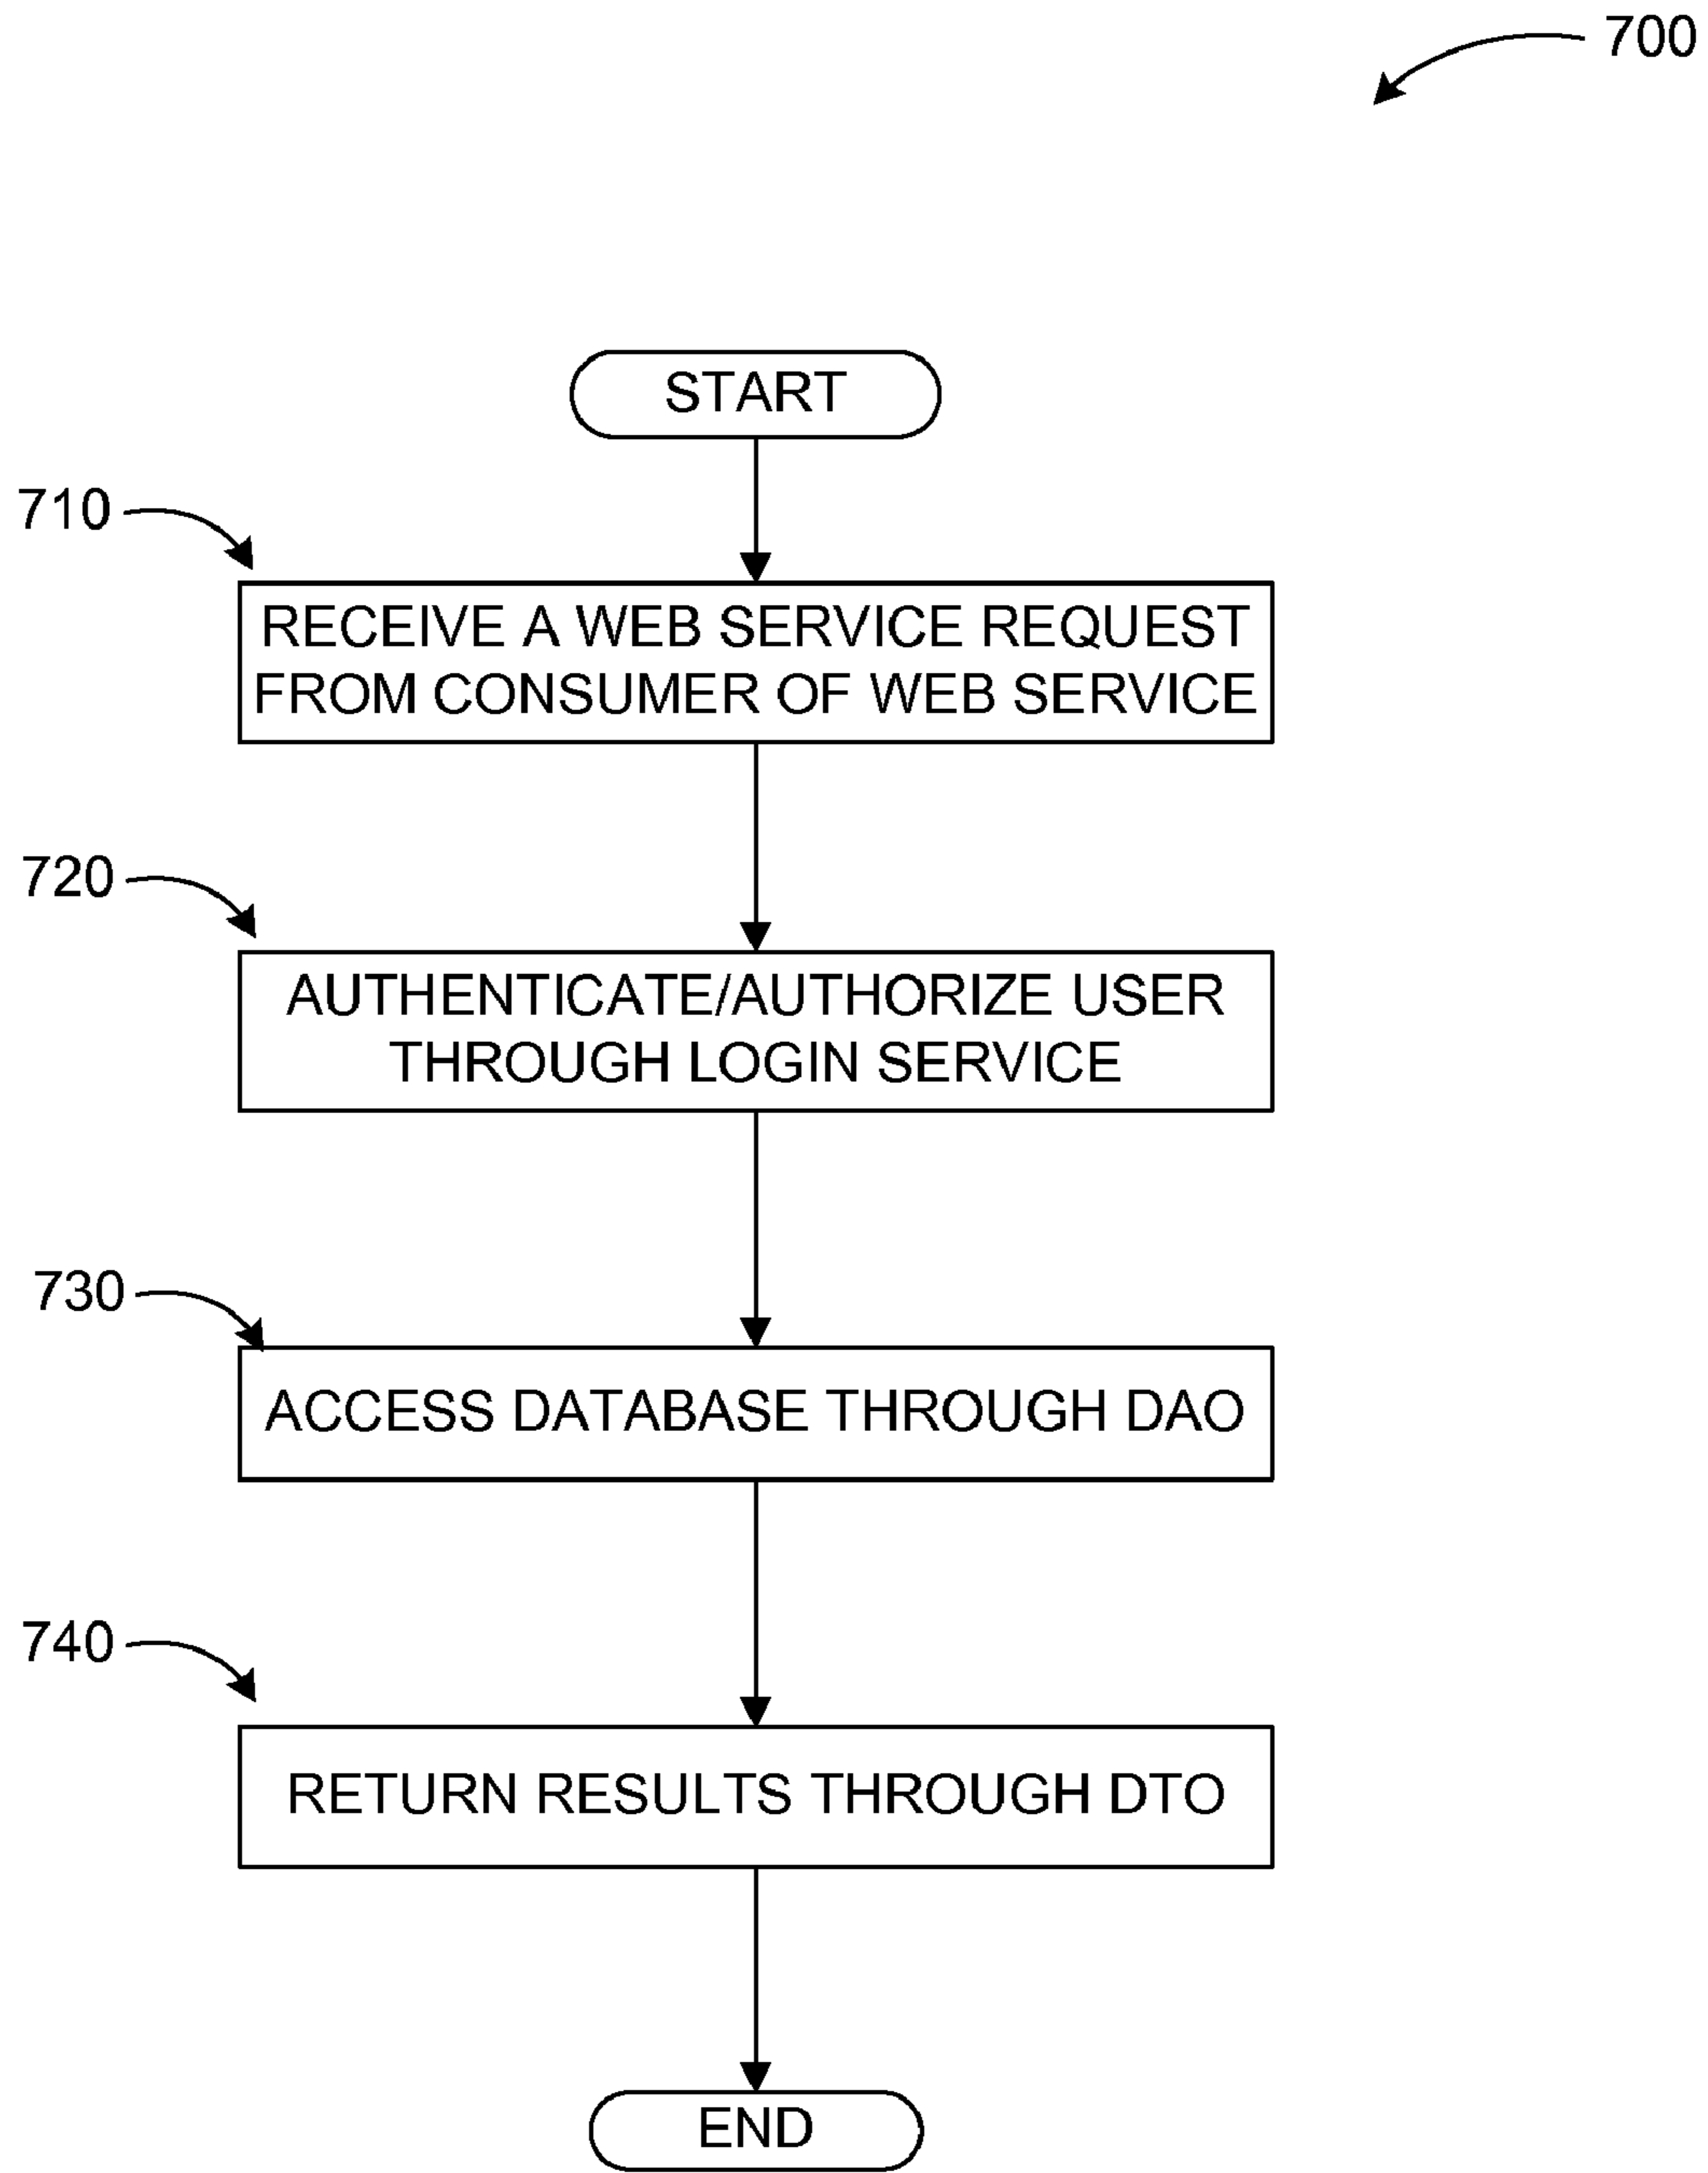 700
START
710
RECEIVE A WEB SERVICE REQUEST
FROM CONSUMER OF WEB SERVICE
720
AUTHENTICATE/AUTHORIZE USER
THROUGH LOGIN SERVICE
730
ACCESS DATABASE THROUGH DAO
740
RETURN RESULTS THROUGH DTO
END